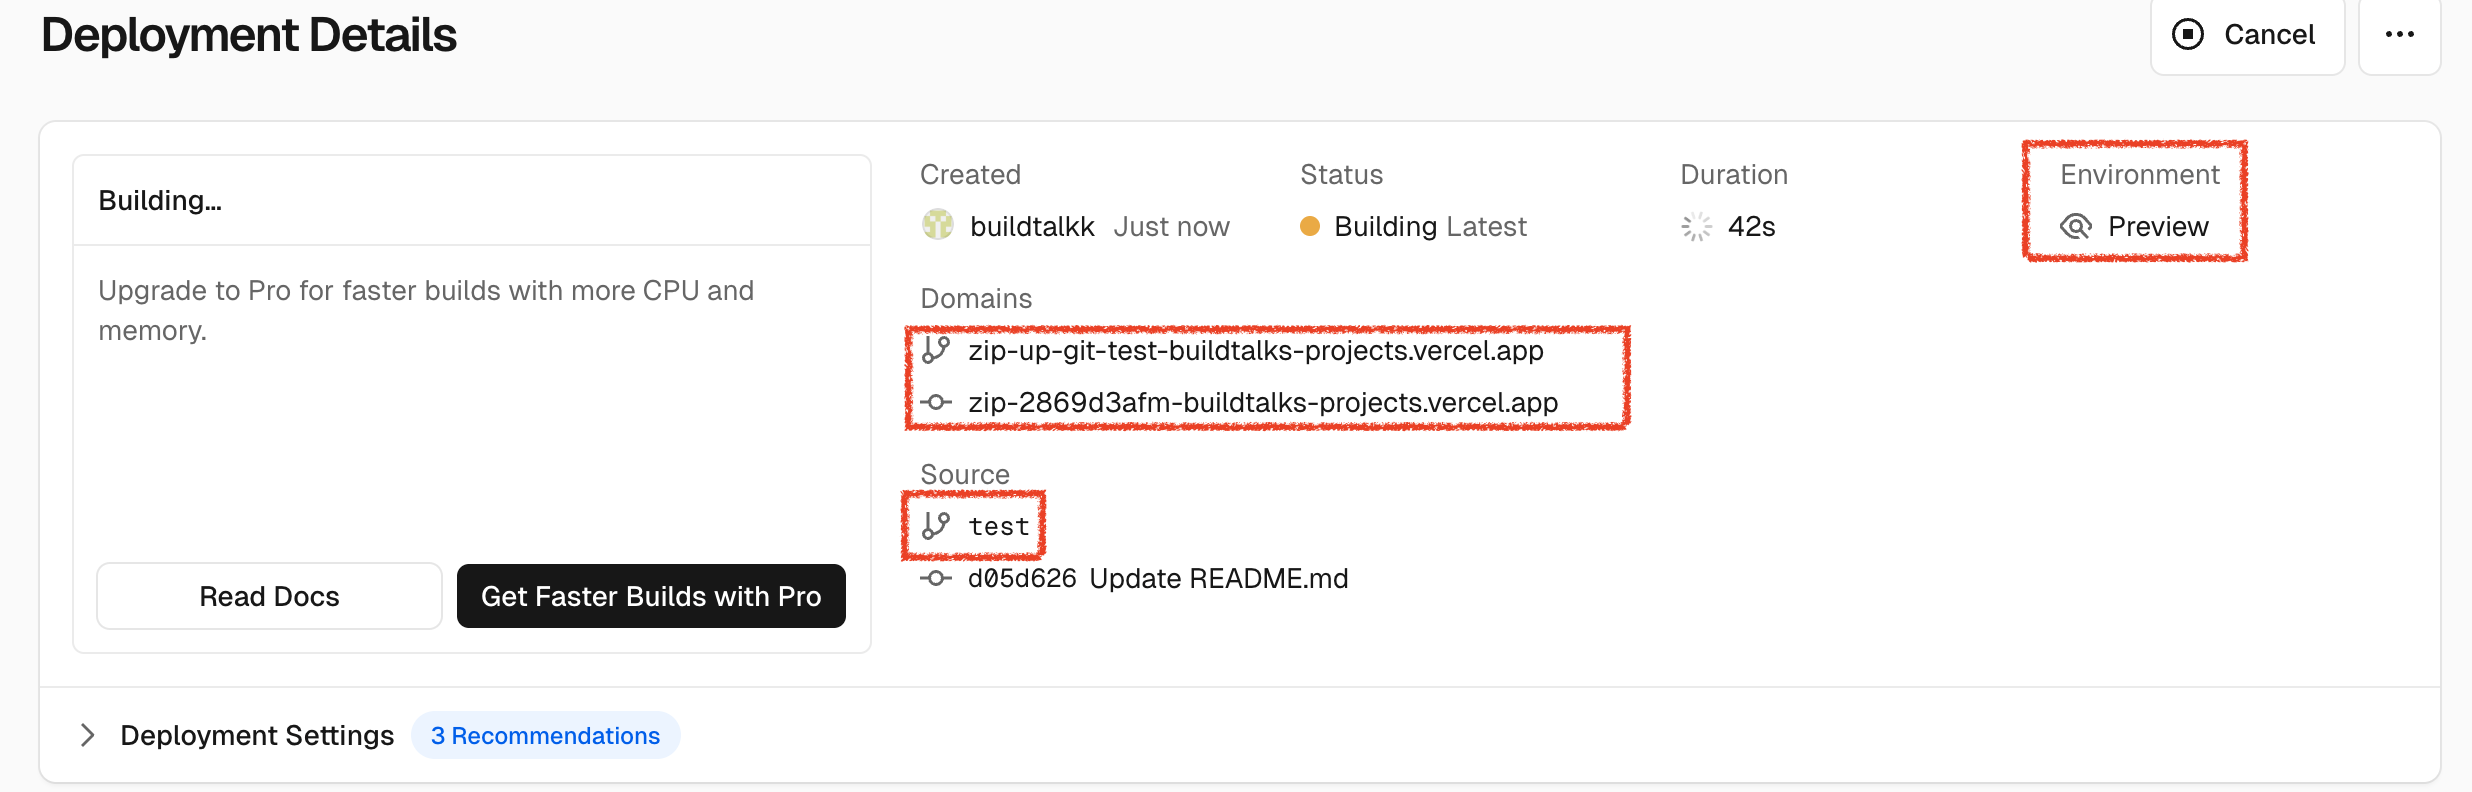 Deployment Details
Cancel
Building...
Upgrade to Pro for faster builds with more CPU and
memory.
Read Docs
Get Faster Builds with Pro
Created
buildtalkk Just now
Status
Building Latest
Duration
42s
Environment
Preview
Domains
zip-up-git-test-buildtalks-projects.vercel.app
zip-2869d3afm-buildtalks-projects.vercel.app
Source
test
d05d626 Update README.md
Deployment Settings
3 Recommendations